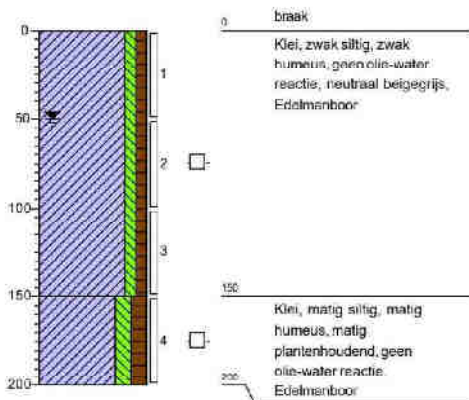 0
braak
0
Klei, zwak siltig, zwak
humeus, geen olie-water
reactie, neutraal beigegrijs,
Edelmanboor
1
50
2
100
3
150
150
Klei, matig siltig, matig
humeus, matig
plantenhoudend, geen
olie-water reactie,
Edelmanboor
4
200
200